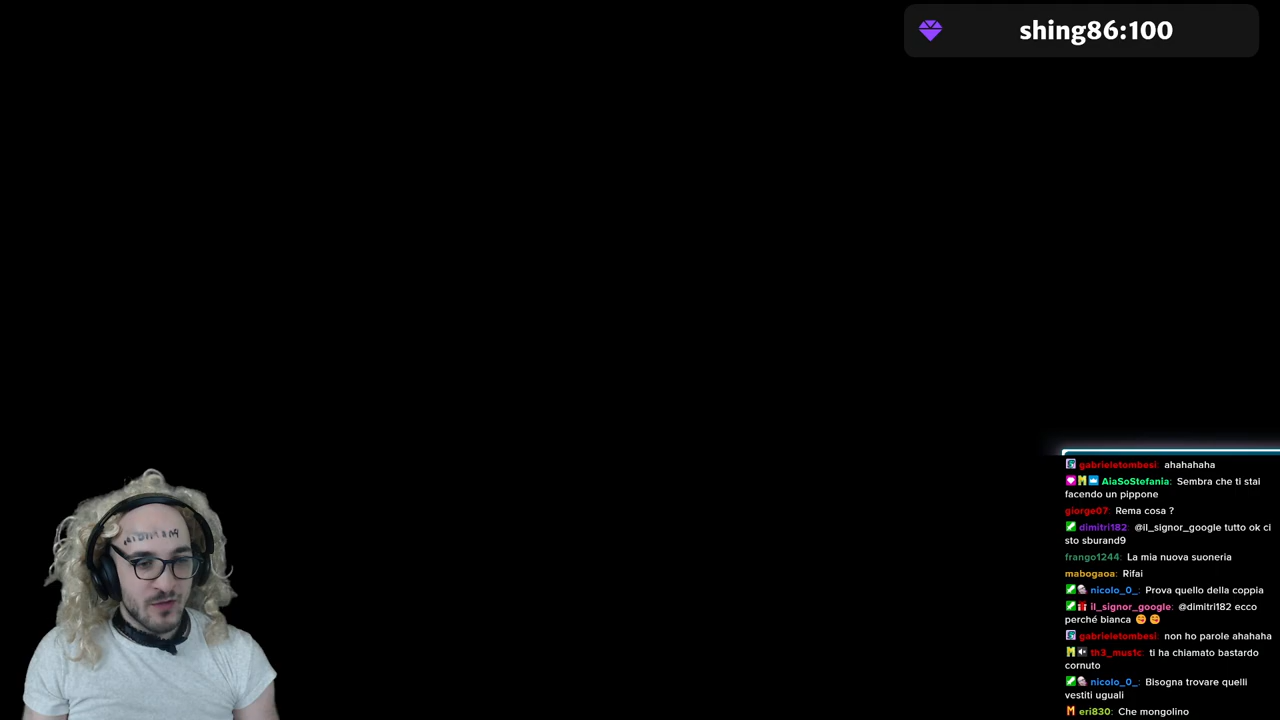 shing86:100
gabrieletombesi: ahahahaha
AiaSoStefania: Sembra che ti stai
facendo un pippone
giorge07: Rema cosa ?
dimitri182: @il_signor_google tutto ok ci
sto sburand9
frango1244: La mia nuova suoneria
mabogaoa: Rifai
nicolo_0_: Prova quello della coppia
il_signor_google: @dimitri182 ecco
perché bianca 🥰 🥰
gabrieletombesi: non ho parole ahahaha
th3_mus1c: ti ha chiamato bastardo
cornuto
nicolo_0_: Bisogna trovare quelli
vestiti uguali
eri830: Che mongolino